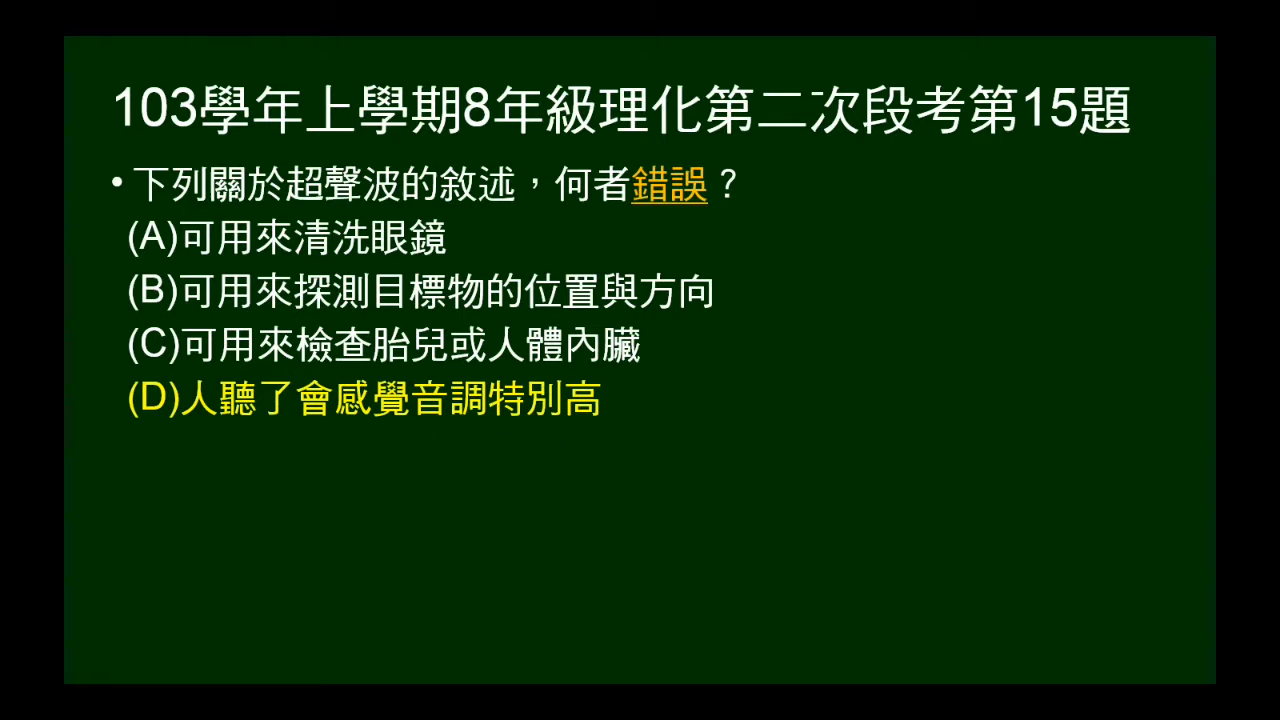 103學年上學期8年級理化第二次段考第15題
• 下列關於超聲波的敘述，何者錯誤？
(A)可用來清洗眼鏡
(B)可用來探測目標物的位置與方向
(C)可用來檢查胎兒或人體內臟
(D)人聽了會感覺音調特別高